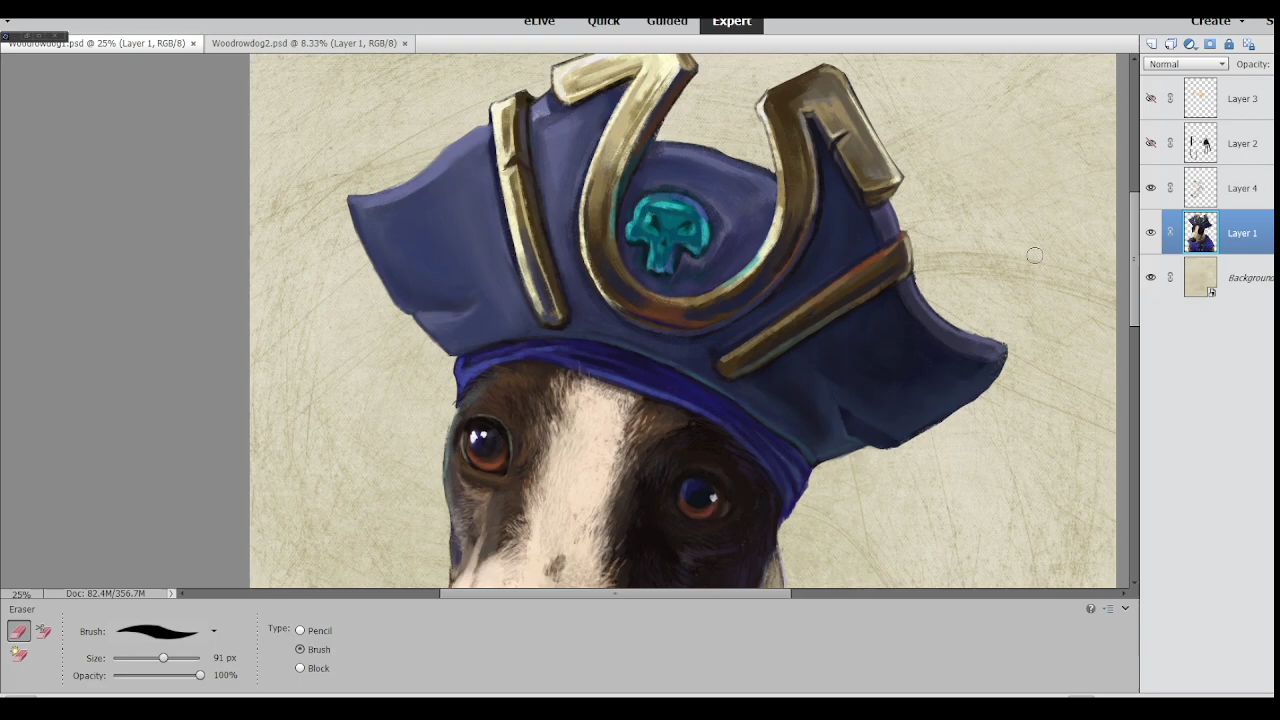 eLive Quick Guided Expert Create
Woodrowdog1.psd @ 25% (Layer 1, RGB/8) × Woodrowdog2.psd @ 8.33% (Layer 1, RGB/8) ×
Normal Opacity:
Layer 3
Layer 2
Layer 4
Layer 1
Background
25% Doc: 82.4M/356.7M
Eraser
Brush:
Size: 91 px
Opacity: 100%
Type: Pencil
Brush
Block